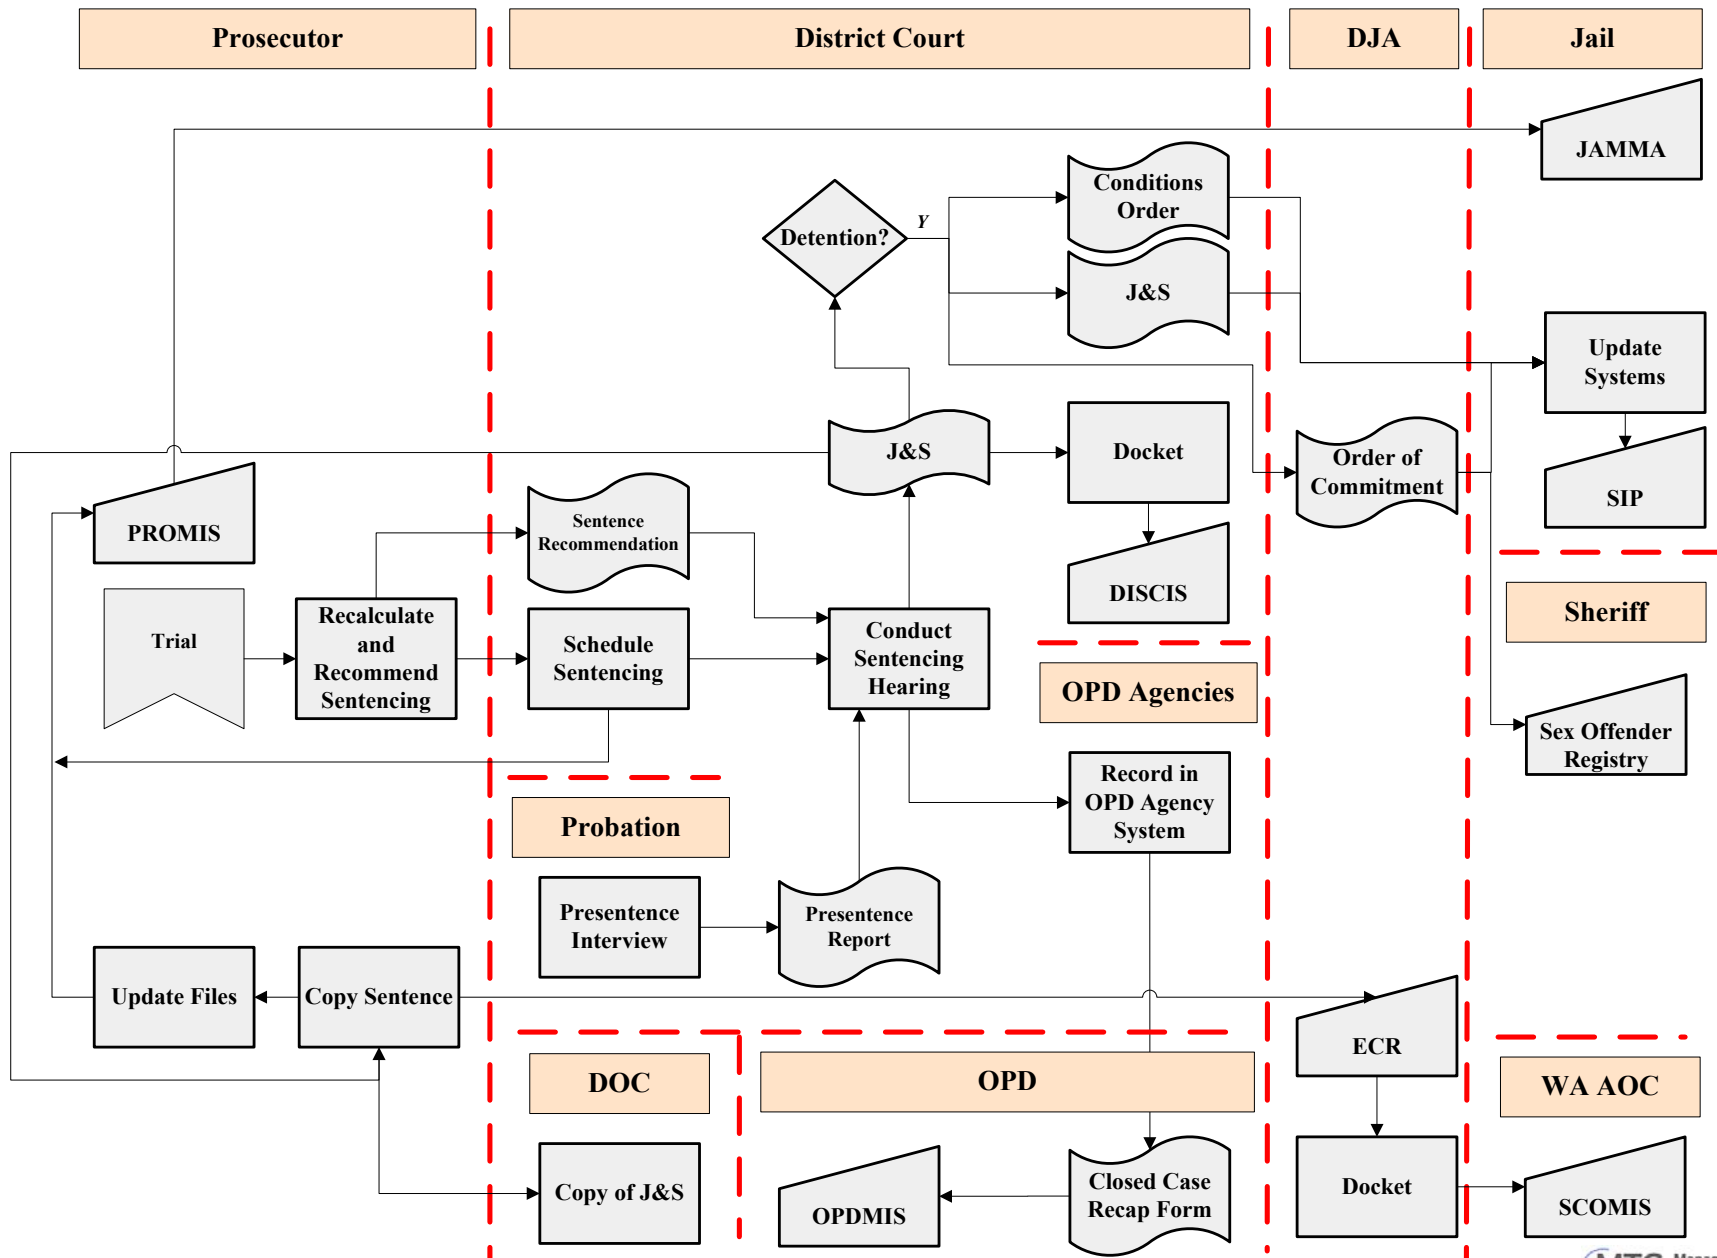 Prosecutor
District Court
DJA
Jail
JAMMA
Conditions
Order
Detention?
Y
J&S
Update
Systems
J&S
Docket
Order of
Commitment
SIP
PROMIS
Sentence
Recommendation
DISCIS
Trial
Recalculate
and
Recommend
Sentencing
Schedule
Sentencing
Conduct
Sentencing
Hearing
Sheriff
OPD Agencies
Sex Offender
Registry
Record in
OPD Agency
System
Probation
Presentence
Interview
Presentence
Report
Update Files
Copy Sentence
ECR
DOC
OPD
WA AOC
Copy of J&S
OPDMIS
Closed Case
Recap Form
Docket
SCOMIS